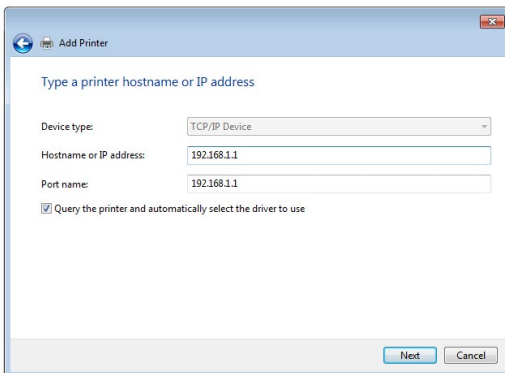 Add Printer
Type a printer hostname or IP address
Device type: TCP/IP Device
Hostname or IP address: 192.168.1.1
Port name: 192.168.1.1
Query the printer and automatically select the driver to use
Next Cancel